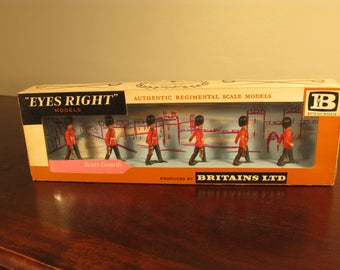 "EYES RIGHT"
MODELS
AUTHENTIC REGIMENTAL SCALE MODELS
B
BRITAINS MODELS
Scots Guards
PRODUCED BY BRITAINS LTD